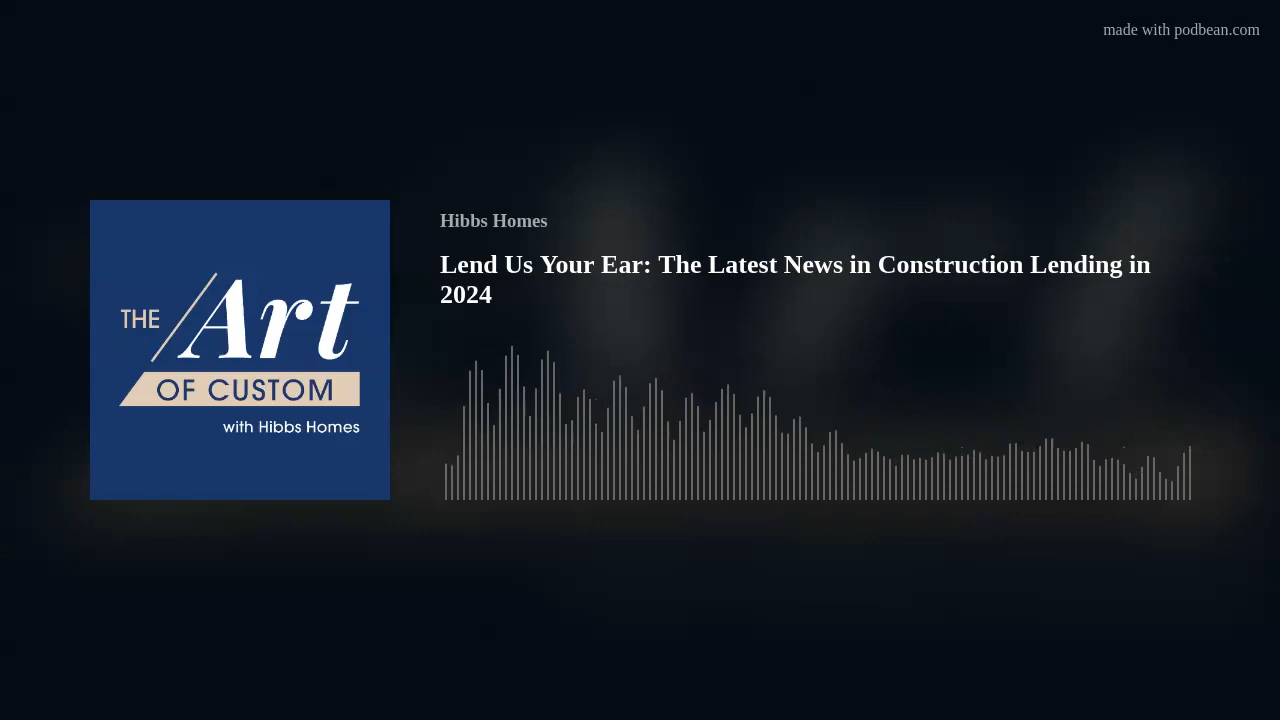 made with podbean.com
THE Art
OF CUSTOM
with Hibbs Homes
Hibbs Homes
Lend Us Your Ear: The Latest News in Construction Lending in
2024